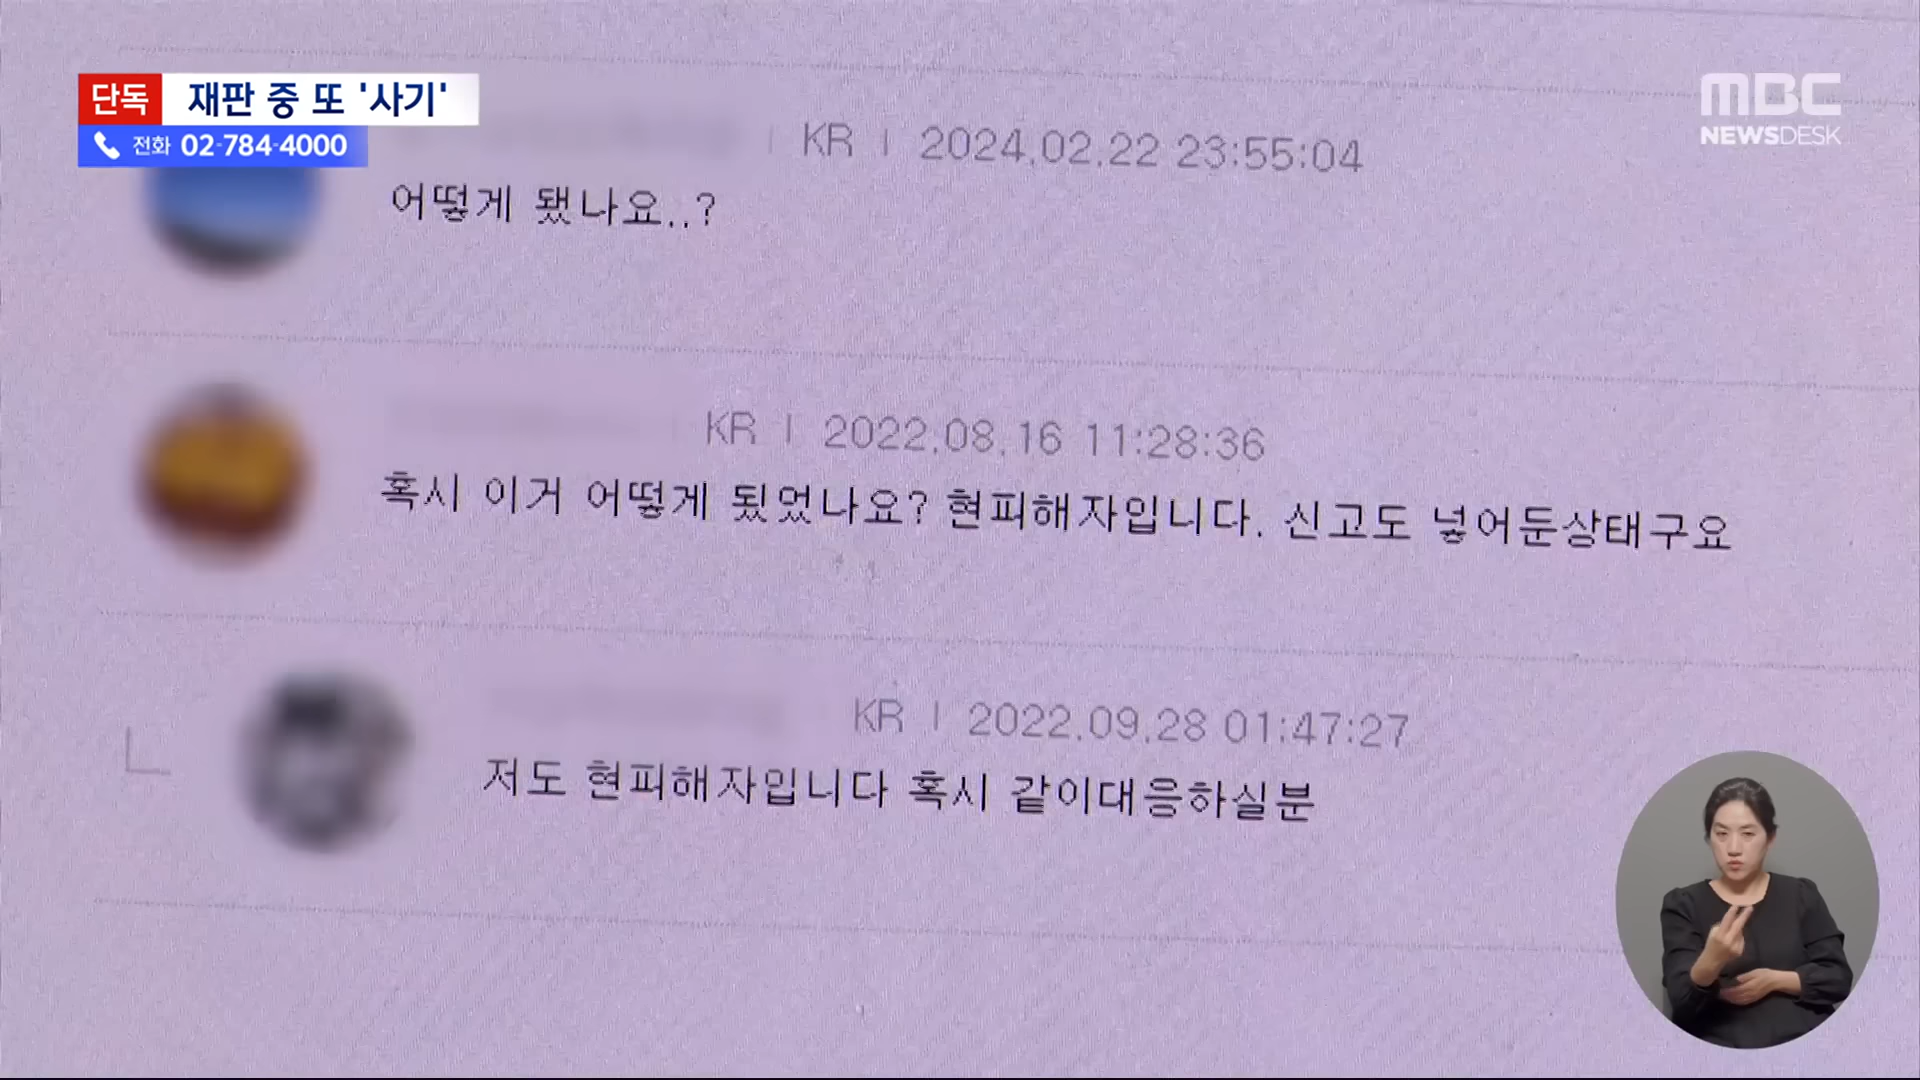 단독 재판 중 또 '사기'
전화 02-784-4000
MBC
NEWSDESK
KR | 2024.02.22 23:55:04
어떻게 됐나요..?
KR | 2022.08.16 11:28:36
혹시 이거 어떻게 됬었나요? 현피해자입니다. 신고도 넣어둔상태구요
KR | 2022.09.28 01:47:27
저도 현피해자입니다 혹시 같이대응하실분